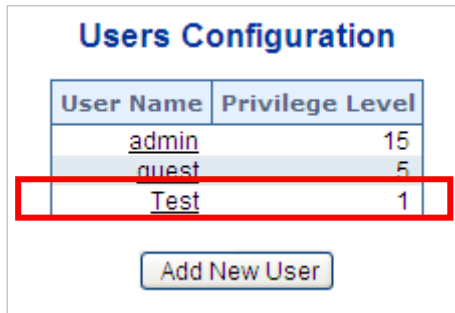 Users Configuration
User Name Privilege Level
admin 15
guest 5
Test 1
Add New User